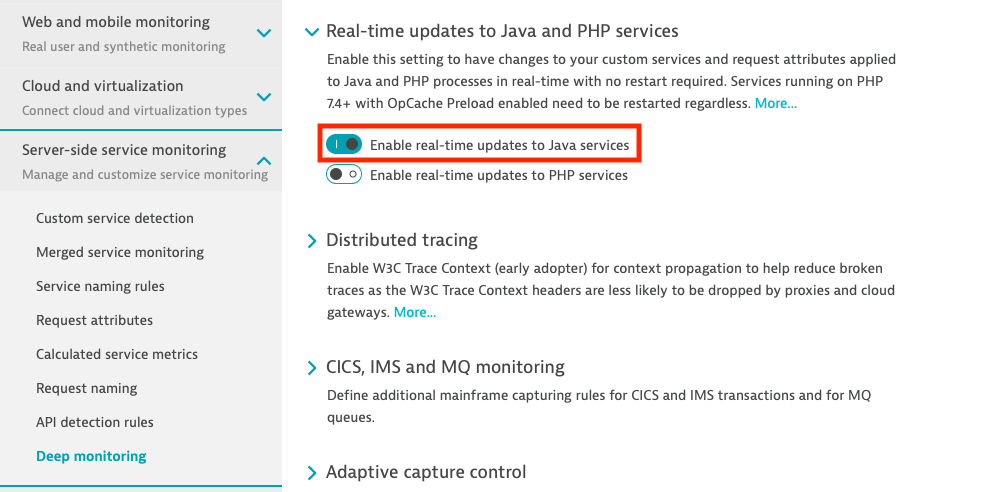 Web and mobile monitoring
Real user and synthetic monitoring
Cloud and virtualization
Connect cloud and virtualization types
Server-side service monitoring
Manage and customize service monitoring
Custom service detection
Merged service monitoring
Service naming rules
Request attributes
Calculated service metrics
Request naming
API detection rules
Deep monitoring
Real-time updates to Java and PHP services
Enable this setting to have changes to your custom services and request attributes applied
to Java and PHP processes in real-time with no restart required. Services running on PHP
7.4+ with OpCache Preload enabled need to be restarted regardless. More...
Enable real-time updates to Java services
Enable real-time updates to PHP services
Distributed tracing
Enable W3C Trace Context (early adopter) for context propagation to help reduce broken
traces as the W3C Trace Context headers are less likely to be dropped by proxies and cloud
gateways. More...
CICS, IMS and MQ monitoring
Define additional mainframe capturing rules for CICS and IMS transactions and for MQ
queues.
Adaptive capture control